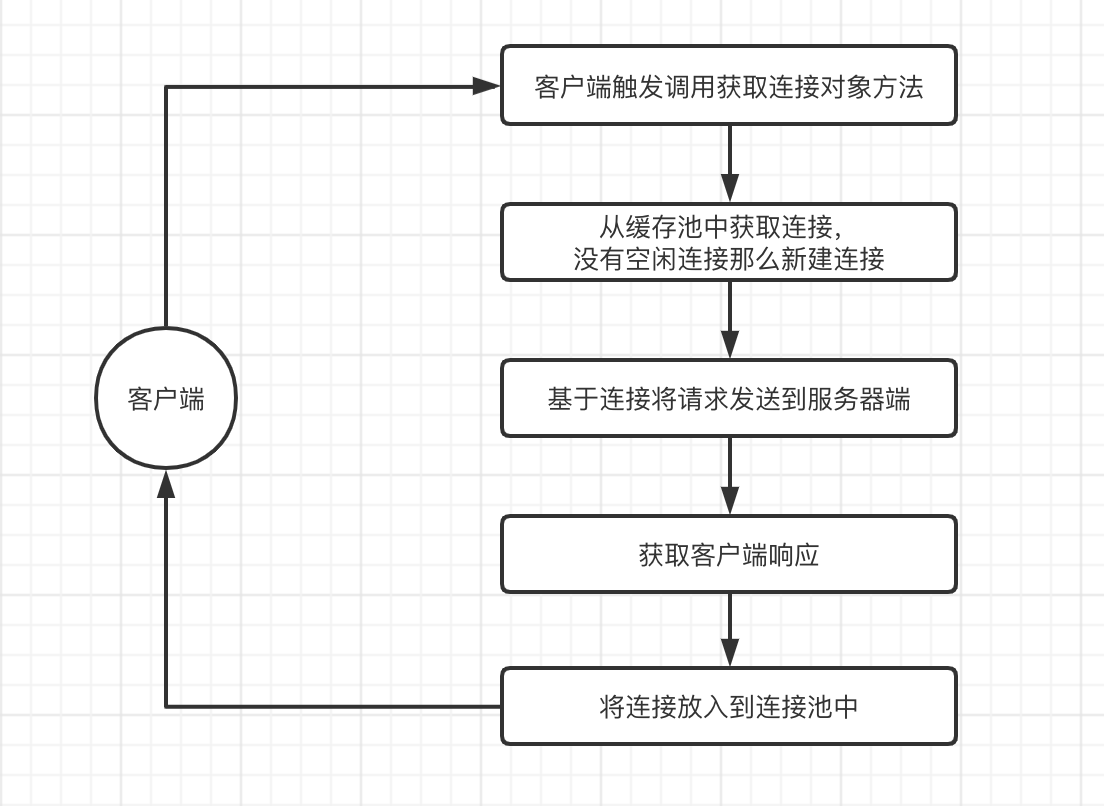 客户端触发调用获取连接对象方法
从缓存池中获取连接，
没有空闲连接那么新建连接
客户端
基于连接将请求发送到服务器端
获取客户端响应
将连接放入到连接池中